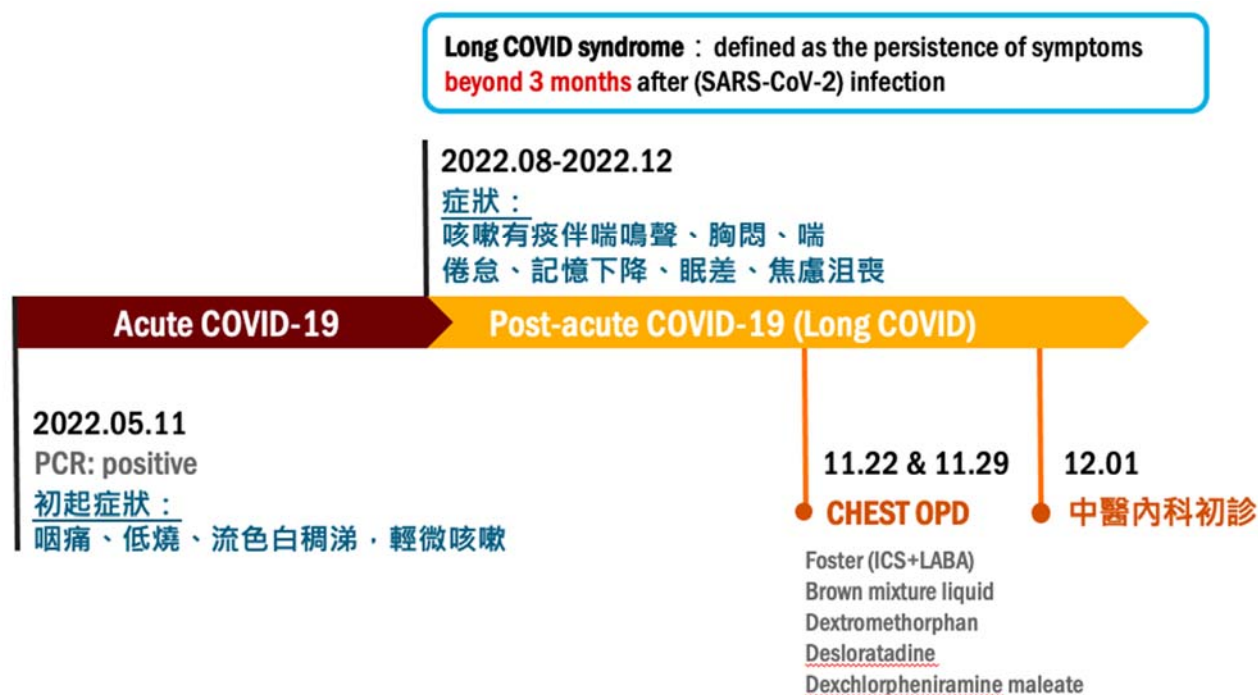 Long COVID syndrome：defined as the persistence of symptoms
beyond 3 months after (SARS-CoV-2) infection
2022.08-2022.12
症狀：
咳嗽有痰伴喘鳴聲、胸悶、喘
倦怠、記憶下降、眠差、焦慮沮喪
Acute COVID-19
Post-acute COVID-19 (Long COVID)
2022.05.11
PCR: positive
初起症狀：
咽痛、低燒、流色白稠涕，輕微咳嗽
11.22 & 11.29
CHEST OPD
Foster (ICS+LABA)
Brown mixture liquid
Dextromethorphan
Desloratadine
Dexchlorpheniramine maleate
12.01
中醫內科初診